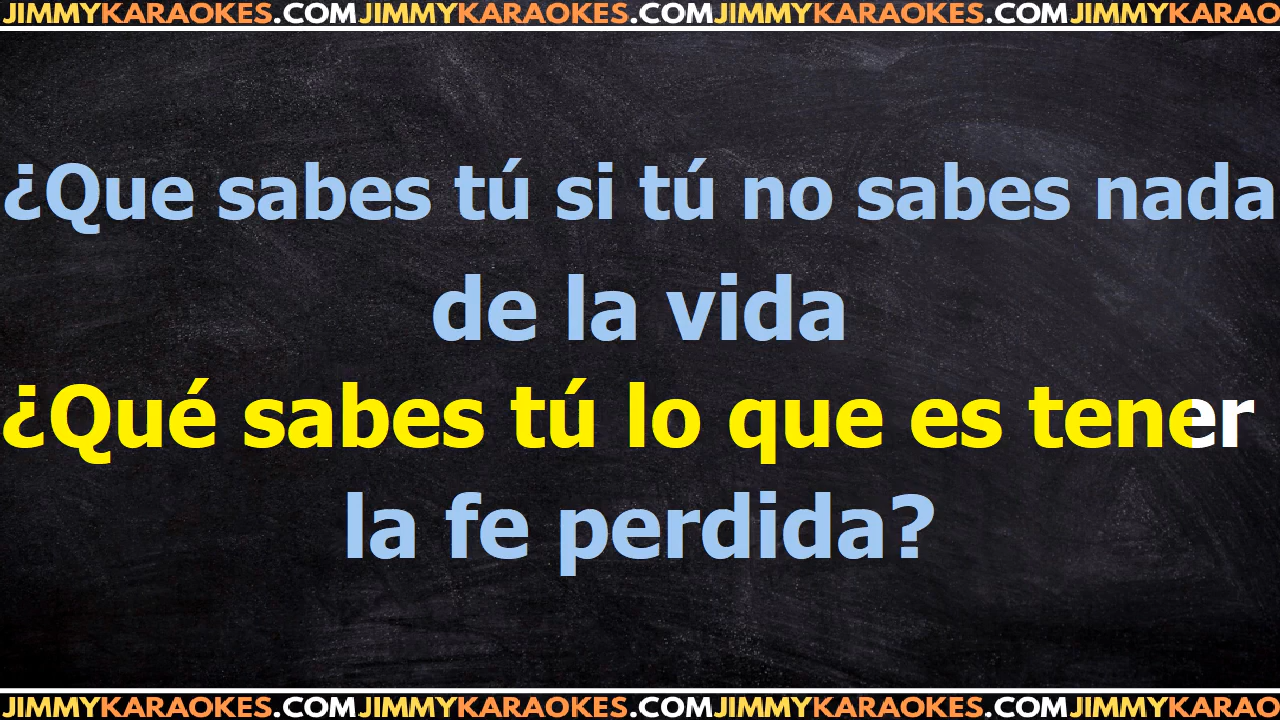 JIMMYKARAOKES.COMJIMMYKARAOKES.COMJIMMYKARAOKES.COMJIMMYKARAO
¿Que sabes tú si tú no sabes nada
de la vida
¿Qué sabes tú lo que es tener
la fe perdida?
JIMMYKARAOKES.COMJIMMYKARAOKES.COMJIMMYKARAOKES.COMJIMMYKARAO